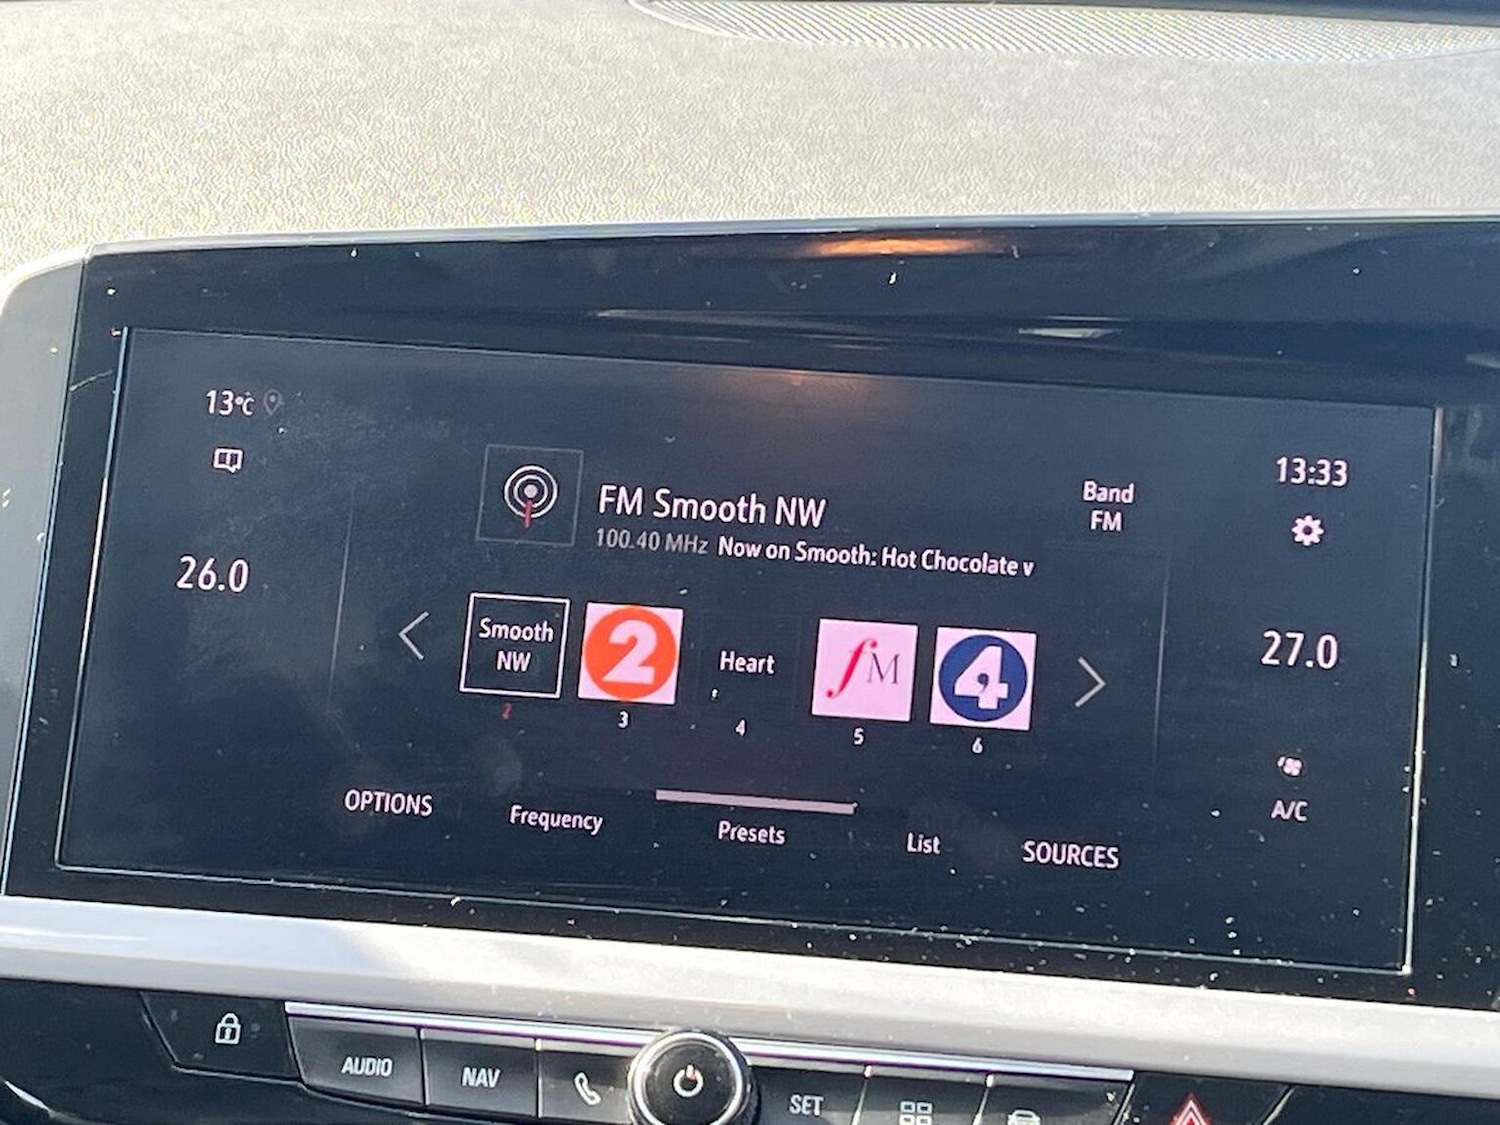 13°C
26.0
FM Smooth NW
100.40 MHz Now on Smooth: Hot Chocolate v
Band
FM
13:33
27.0
A/C
Smooth
NW
2
2
3
Heart
4
fM
5
4
6
OPTIONS
Frequency
Presets
List
SOURCES
AUDIO
NAV
SET